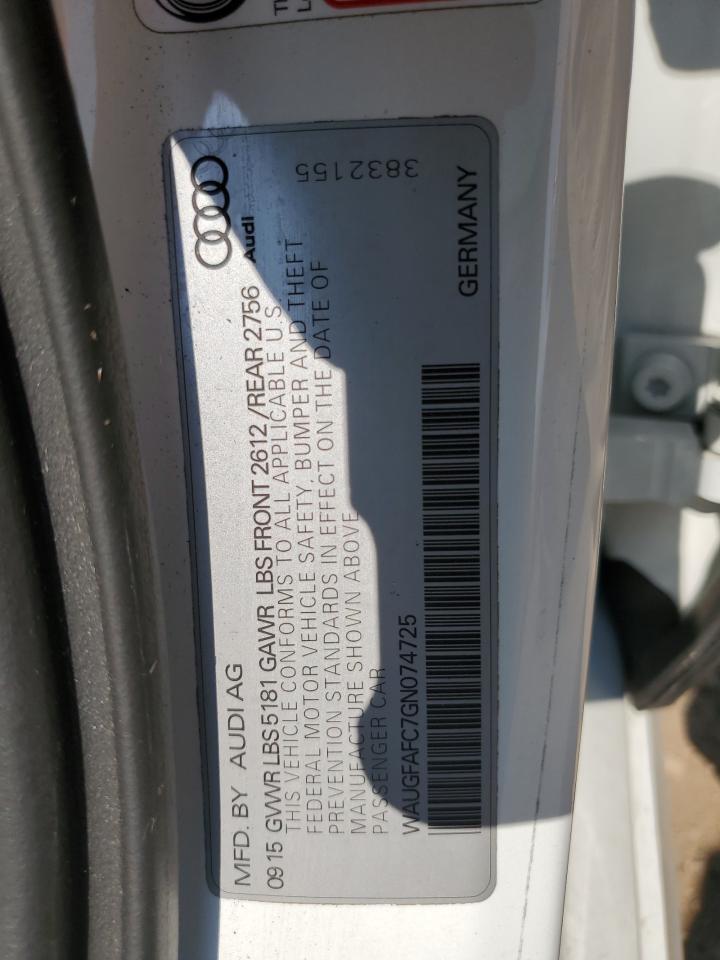 MFD. BY AUDI AG
0915 GVWR LBS 5181 GAWR LBS FRONT 2612 /REAR 2756
Audi
THIS VEHICLE CONFORMS TO ALL APPLICABLE U.S
FEDERAL MOTOR VEHICLE SAFETY, BUMPER AND THEFT
PREVENTION STANDARDS IN EFFECT ON THE DATE OF
MANUFACTURE SHOWN ABOVE
PASSENGER CAR
3832155
WAUGFAFC7GN074725
GERMANY